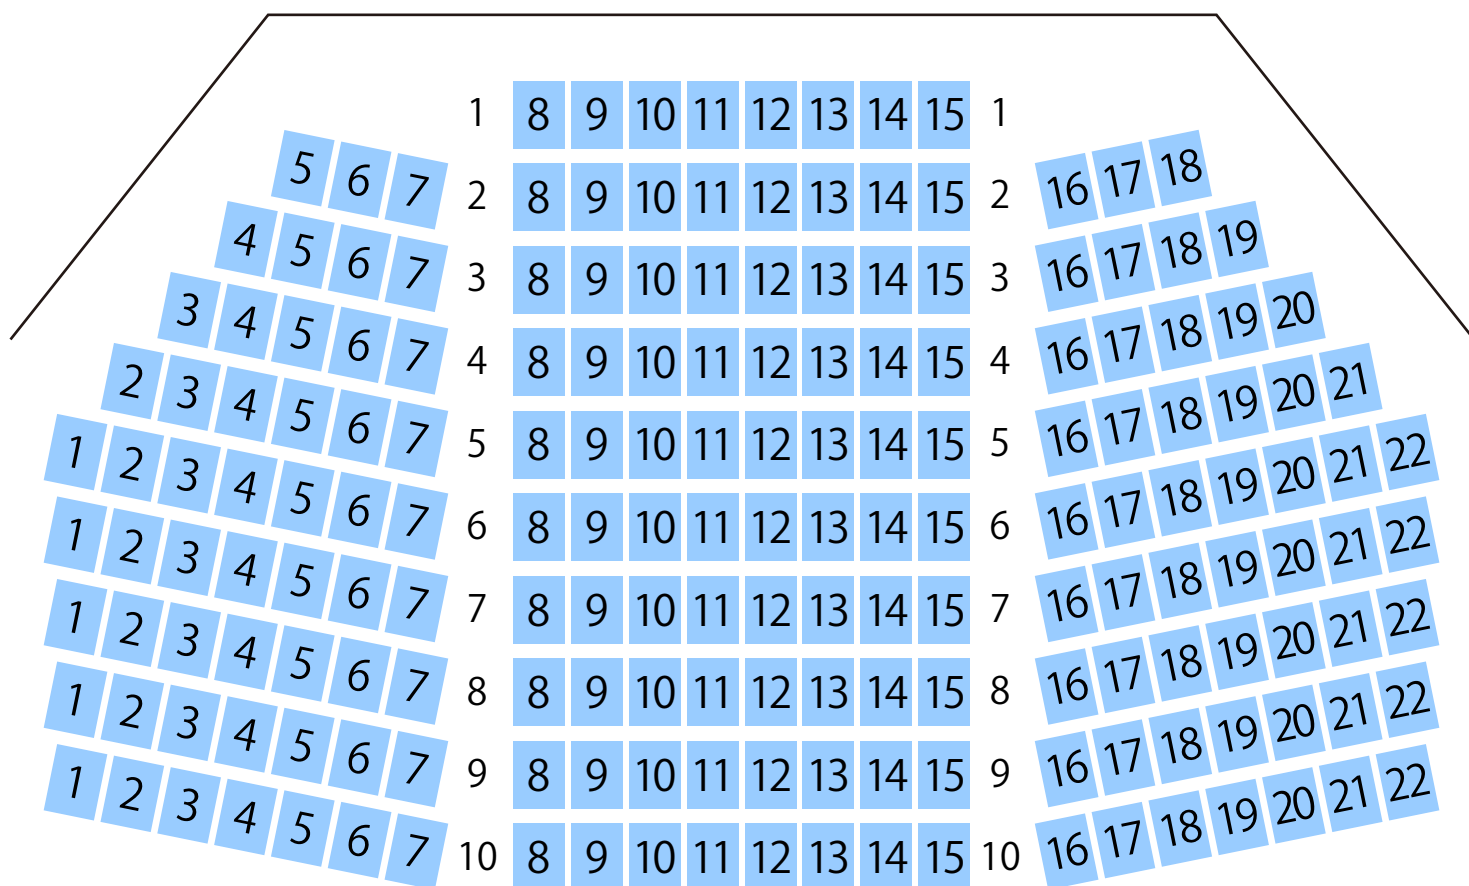 1 8 9 10 11 12 13 14 15 1
5 6 7 2 8 9 10 11 12 13 14 15 2 16 17 18
4 5 6 7 3 8 9 10 11 12 13 14 15 3 16 17 18 19
3 4 5 6 7 4 8 9 10 11 12 13 14 15 4 16 17 18 19 20
2 3 4 5 6 7 5 8 9 10 11 12 13 14 15 5 16 17 18 19 20 21
1 2 3 4 5 6 7 6 8 9 10 11 12 13 14 15 6 16 17 18 19 20 21 22
1 2 3 4 5 6 7 7 8 9 10 11 12 13 14 15 7 16 17 18 19 20 21 22
1 2 3 4 5 6 7 8 8 9 10 11 12 13 14 15 8 16 17 18 19 20 21 22
1 2 3 4 5 6 7 9 8 9 10 11 12 13 14 15 9 16 17 18 19 20 21 22
1 2 3 4 5 6 7 10 8 9 10 11 12 13 14 15 10 16 17 18 19 20 21 22